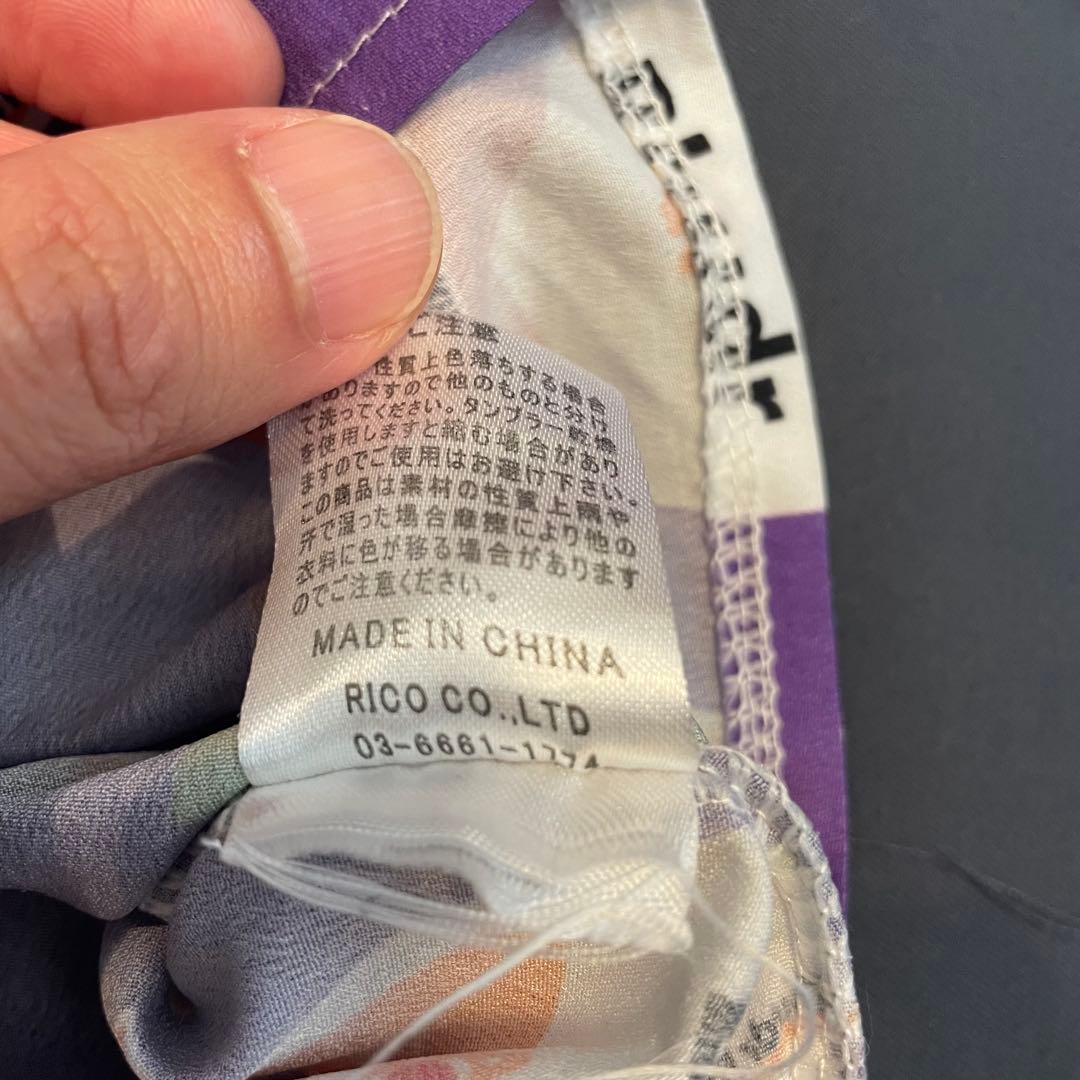 ご注意
性質上色落ちする場合
がありますので他のものと分け
て洗ってください。タンブラー乾燥
を使用しますと縮む場合があり
ますのでご使用はお避け下さい。
この商品は素材の性質上雨や
汗で湿った場合摩擦により他の
衣料に色が移る場合があります
のでご注意ください。
MADE IN CHINA
RICO CO.,LTD
03-6661-1774